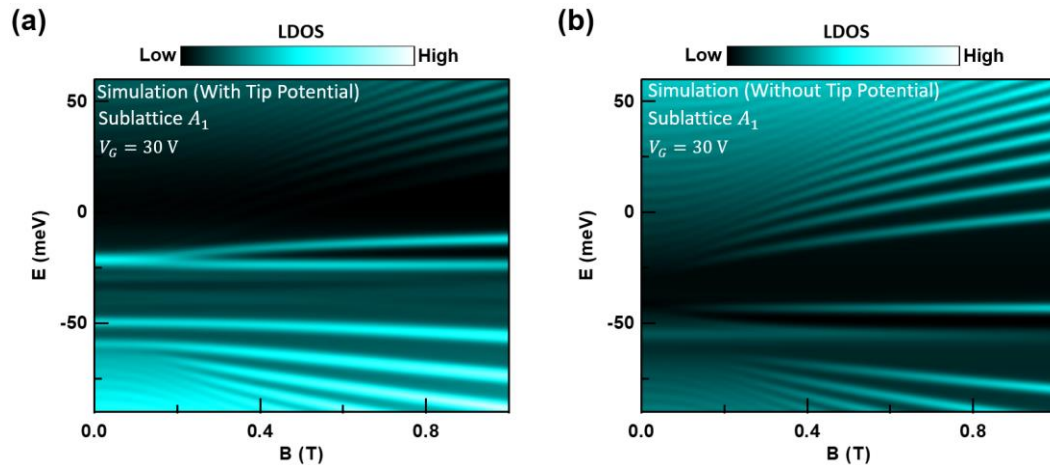 (a)
LDOS
Low
High
Simulation (With Tip Potential)
Sublattice A₁
V_G = 30 V
E (meV)
50
0
-50
0.0
0.4
0.8
B (T)
(b)
LDOS
Low
High
Simulation (Without Tip Potential)
Sublattice A₁
V_G = 30 V
E (meV)
50
0
-50
0.0
0.4
0.8
B (T)